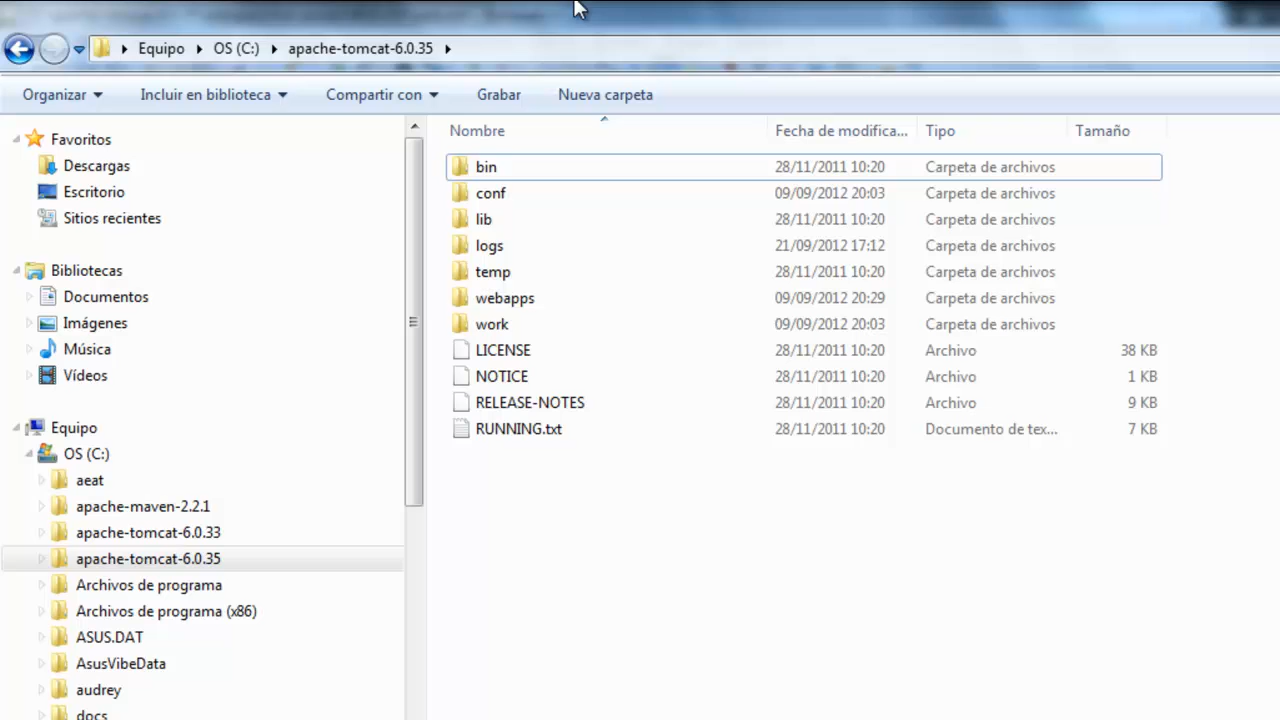 Equipo OS (C:) apache-tomcat-6.0.35
Organizar Incluir en biblioteca Compartir con Grabar Nueva carpeta
Favoritos
Descargas
Escritorio
Sitios recientes
Bibliotecas
Documentos
Imágenes
Música
Vídeos
Equipo
OS (C:)
aeat
apache-maven-2.2.1
apache-tomcat-6.0.33
apache-tomcat-6.0.35
Archivos de programa
Archivos de programa (x86)
ASUS.DAT
AsusVibeData
audrey
docs
Nombre Fecha de modifica... Tipo Tamaño
bin 28/11/2011 10:20 Carpeta de archivos
conf 09/09/2012 20:03 Carpeta de archivos
lib 28/11/2011 10:20 Carpeta de archivos
logs 21/09/2012 17:12 Carpeta de archivos
temp 28/11/2011 10:20 Carpeta de archivos
webapps 09/09/2012 20:29 Carpeta de archivos
work 09/09/2012 20:03 Carpeta de archivos
LICENSE 28/11/2011 10:20 Archivo 38 KB
NOTICE 28/11/2011 10:20 Archivo 1 KB
RELEASE-NOTES 28/11/2011 10:20 Archivo 9 KB
RUNNING.txt 28/11/2011 10:20 Documento de tex... 7 KB